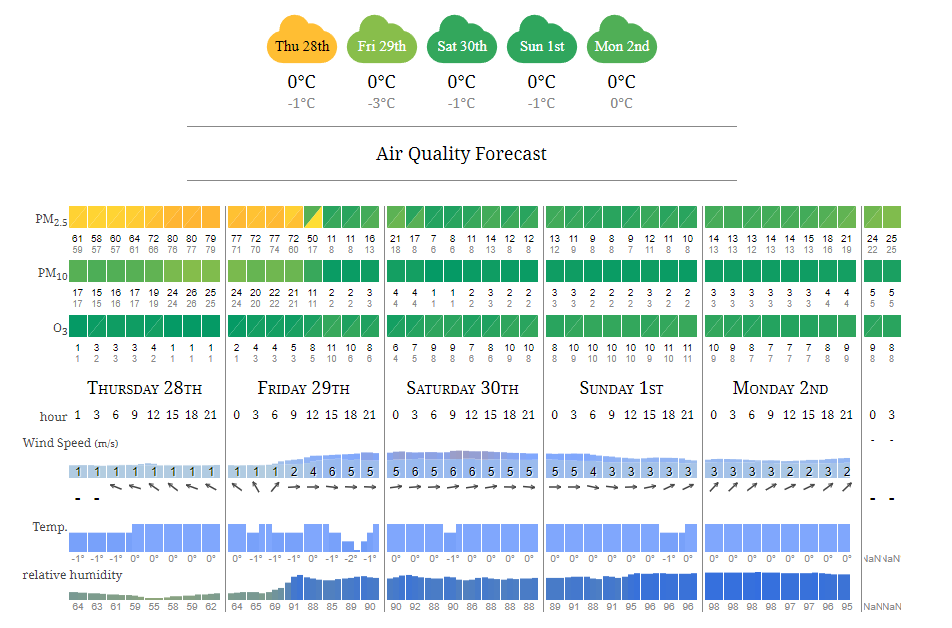 Thu 28th Fri 29th Sat 30th Sun 1st Mon 2nd
0°C 0°C 0°C 0°C 0°C
-1°C -3°C -1°C -1°C 0°C
Air Quality Forecast
PM2.5
61 58 60 64 72 80 80 79 77 72 77 72 50 11 11 16 21 17 7 8 8 14 12 12 13 11 9 8 9 12 11 10 14 13 13 14 14 15 18 21 24 25
59 57 57 64 66 76 77 77 71 70 74 60 17 8 8 13 18 8 6 6 11 13 8 8 12 9 8 8 7 9 11 8 13 12 12 12 13 13 16 19 22 25
PM10
17 17 16 17 19 24 26 25 24 20 22 21 11 2 2 3 4 4 1 1 2 3 2 2 3 3 2 2 2 3 2 2 3 3 3 3 3 3 4 4 5 5
17 15 16 17 19 24 26 25 24 20 22 21 11 2 2 3 4 4 1 1 2 3 2 2 3 3 2 2 2 2 2 2 3 3 3 3 3 3 4 4 5 5
O3
1 3 3 3 4 1 1 1 2 4 4 5 8 11 10 8 6 7 9 9 7 8 10 10 8 10 10 10 10 10 11 11 10 9 8 7 7 7 8 9 9 8
1 2 3 3 2 1 1 1 1 3 3 3 5 10 6 6 4 5 8 8 6 6 9 8 8 9 10 10 10 9 10 11 9 8 7 7 7 7 8 9 8 8
Thursday 28th Friday 29th Saturday 30th Sunday 1st Monday 2nd
hour 1 3 6 9 12 15 18 21 0 3 6 9 12 15 18 21 0 3 6 9 12 15 18 21 0 3 6 9 12 15 18 21 0 3 6 9 12 15 18 21 0 3
Wind Speed (m/s) - -
1 1 1 1 1 1 1 1 1 1 1 2 4 6 5 5 5 6 5 6 6 5 5 5 5 5 4 3 3 3 3 3 3 3 3 3 2 2 3 2
- - - -
Temp.
-1° -1° -1° 0° 0° 0° 0° 0° 0° -1° 0° -1° 0° -1° -2° -1° 0° 0° 0° -1° 0° 0° 0° 0° 0° 0° 0° 0° 0° 0° -1° 0° 0° 0° 0° 0° 0° 0° 0° 0° NaN NaN
relative humidity
64 63 61 59 55 58 59 62 64 65 69 91 88 85 89 90 90 92 88 90 86 88 88 88 89 91 88 91 95 96 96 96 98 98 98 98 97 97 96 95 NaN NaN